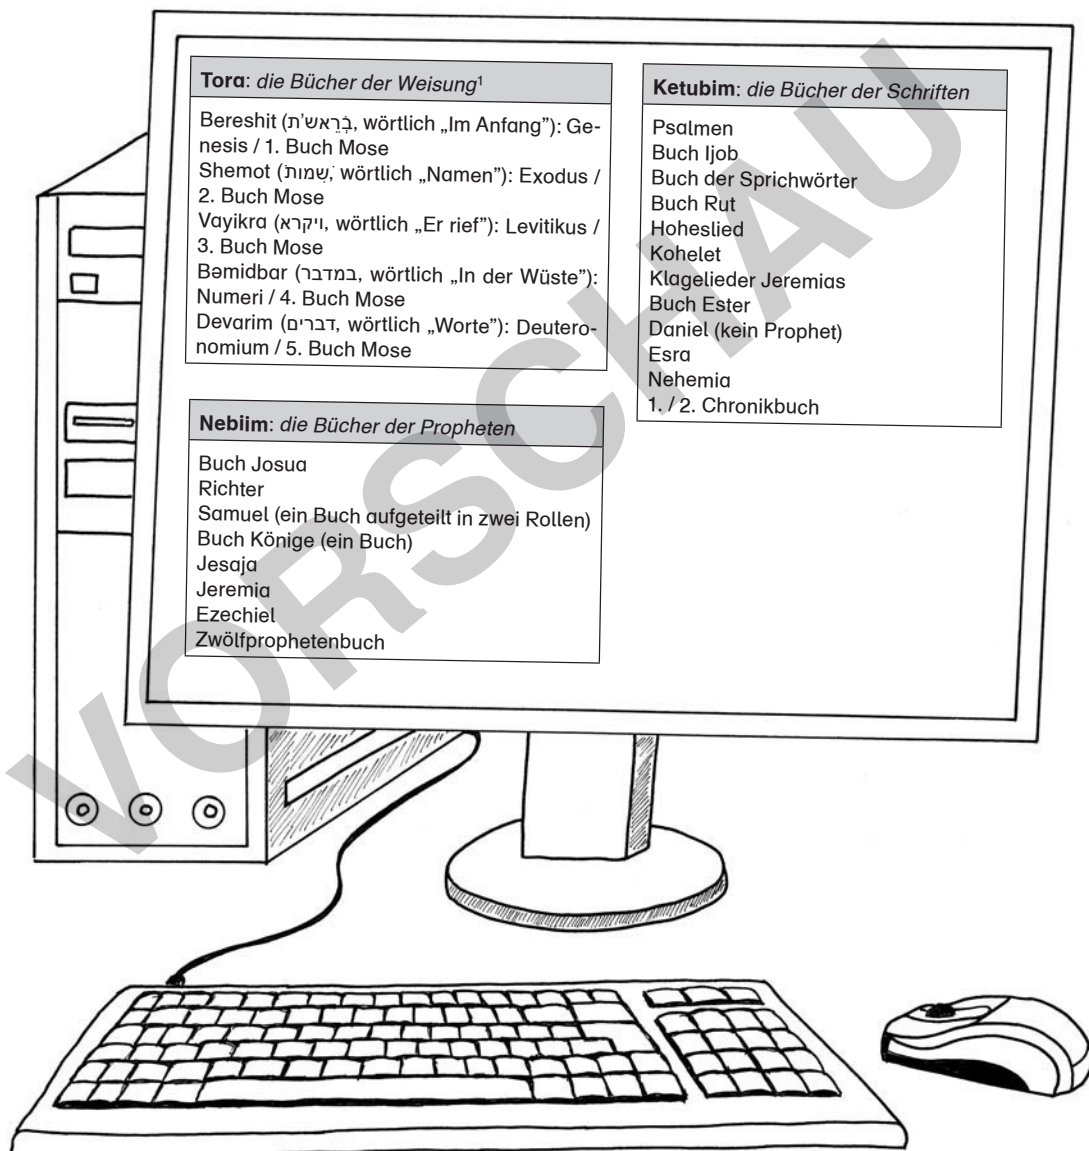 Tora: die Bücher der Weisung¹
Bereshit (בְּרֵאשִׁ'ת, wörtlich „Im Anfang"): Ge-
nesis / 1. Buch Mose
Shemot (שְׁמוֹת, wörtlich „Namen"): Exodus /
2. Buch Mose
Vayikra (ויקרא, wörtlich „Er rief"): Levitikus /
3. Buch Mose
Bəmidbar (במדבר, wörtlich „In der Wüste"):
Numeri / 4. Buch Mose
Devarim (דברים, wörtlich „Worte"): Deutero-
nomium / 5. Buch Mose
Nebiim: die Bücher der Propheten
Buch Josua
Richter
Samuel (ein Buch aufgeteilt in zwei Rollen)
Buch Könige (ein Buch)
Jesaja
Jeremia
Ezechiel
Zwölfprophetenbuch
Ketubim: die Bücher der Schriften
Psalmen
Buch Ijob
Buch der Sprichwörter
Buch Rut
Hoheslied
Kohelet
Klagelieder Jeremias
Buch Ester
Daniel (kein Prophet)
Esra
Nehemia
1. / 2. Chronikbuch
VORSCHAU